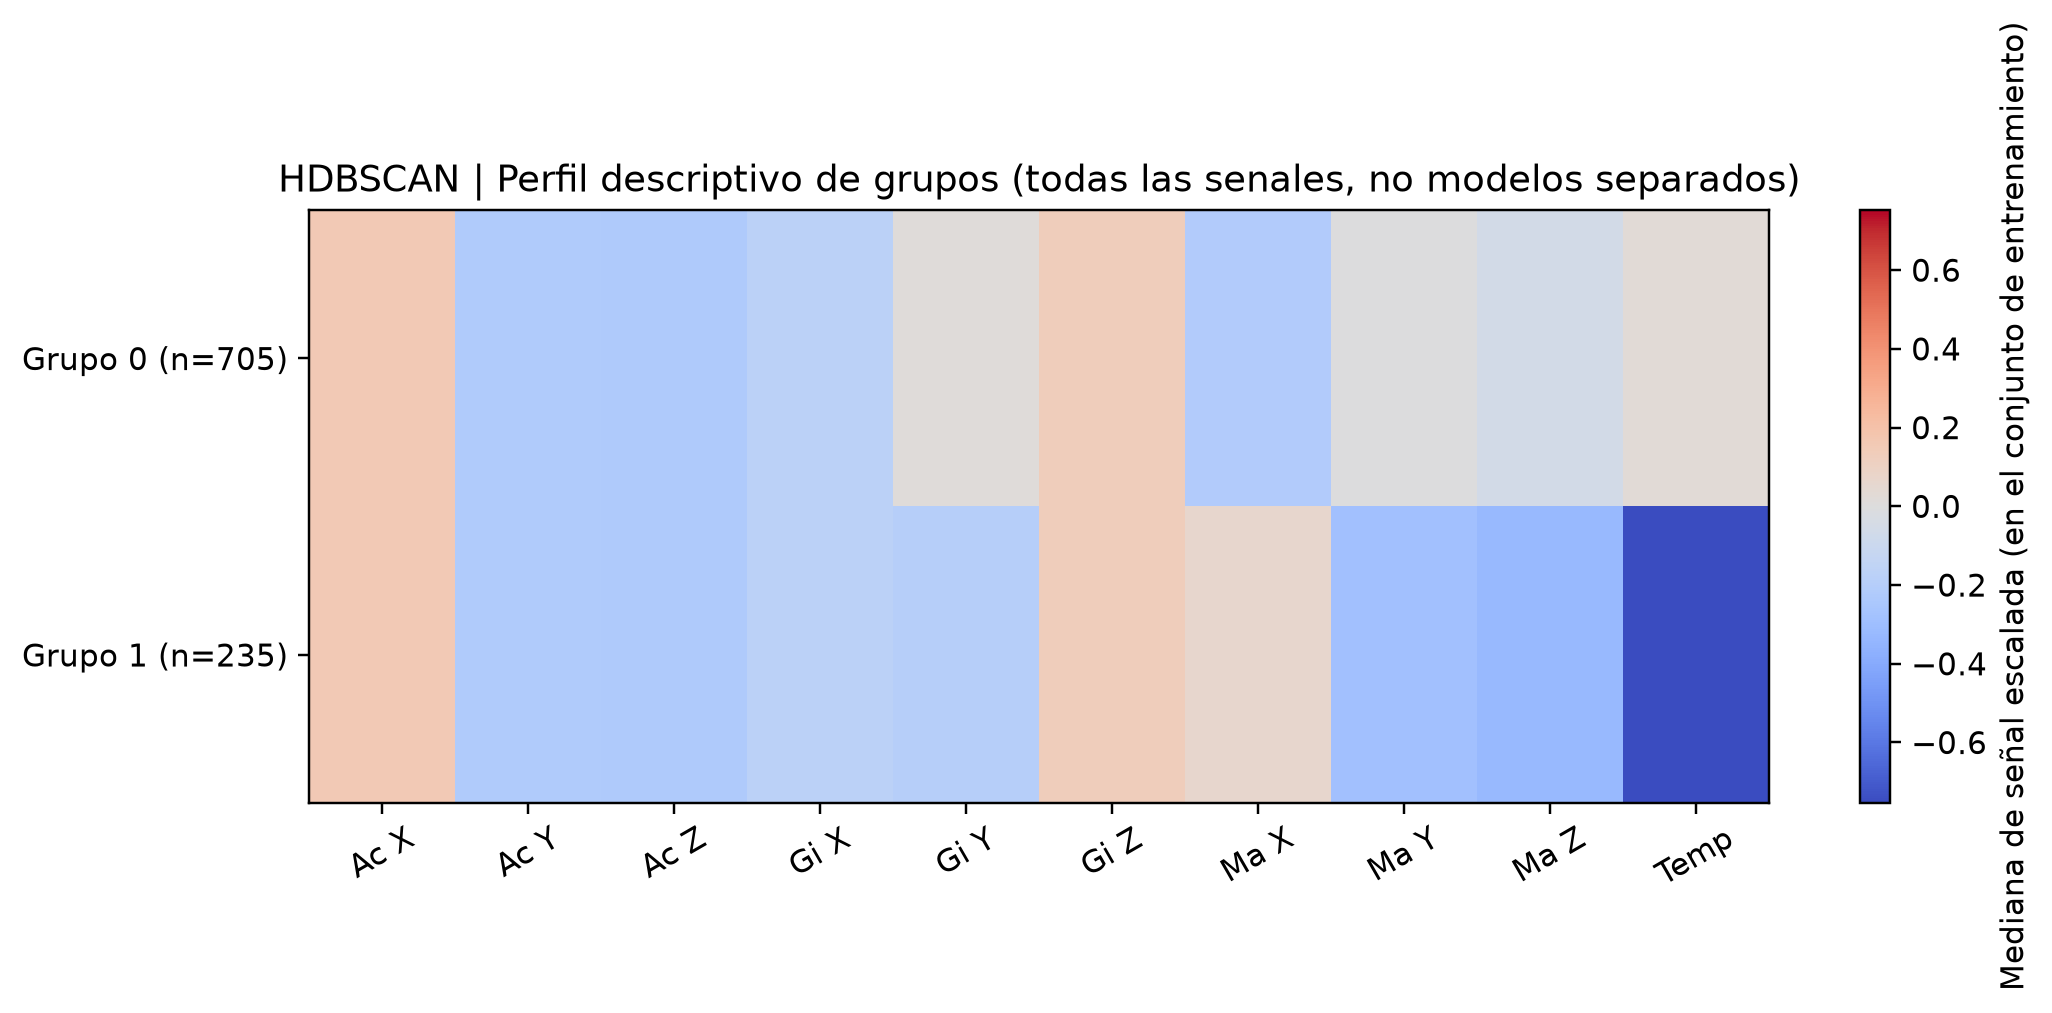 HDBSCAN | Perfil descriptivo de grupos (todas las senales, no modelos separados)
Grupo 0 (n=705)
Grupo 1 (n=235)
Ac X
Ac Y
Ac Z
Gi X
Gi Y
Gi Z
Ma X
Ma Y
Ma Z
Temp
0.6
0.4
0.2
0.0
−0.2
−0.4
−0.6
Mediana de señal escalada (en el conjunto de entrenamiento)